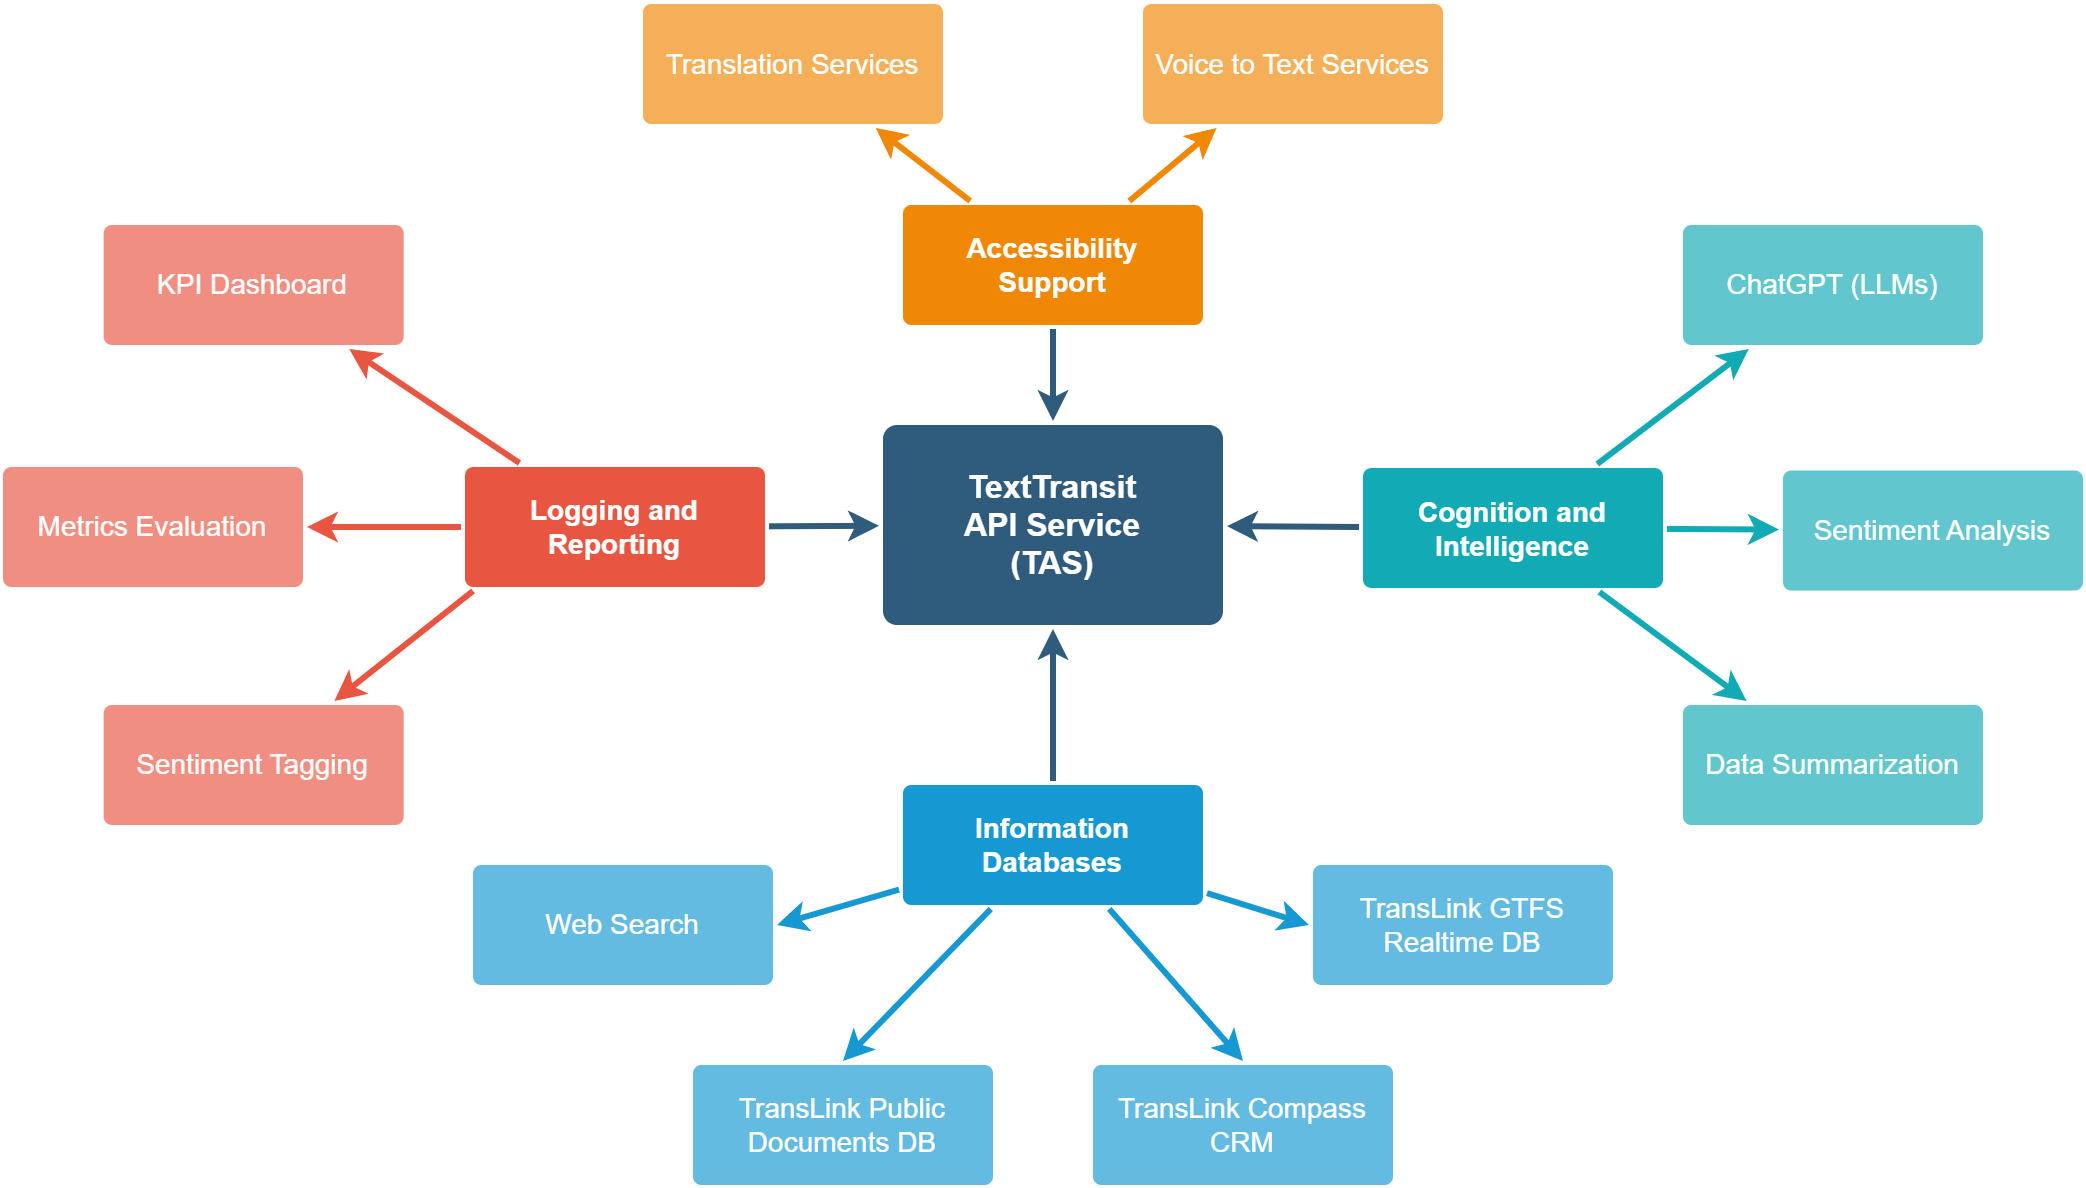 Translation Services
Voice to Text Services
Accessibility
Support
KPI Dashboard
ChatGPT (LLMs)
Metrics Evaluation
Logging and
Reporting
TextTransit
API Service
(TAS)
Cognition and
Intelligence
Sentiment Analysis
Sentiment Tagging
Data Summarization
Information
Databases
Web Search
TransLink GTFS
Realtime DB
TransLink Public
Documents DB
TransLink Compass
CRM